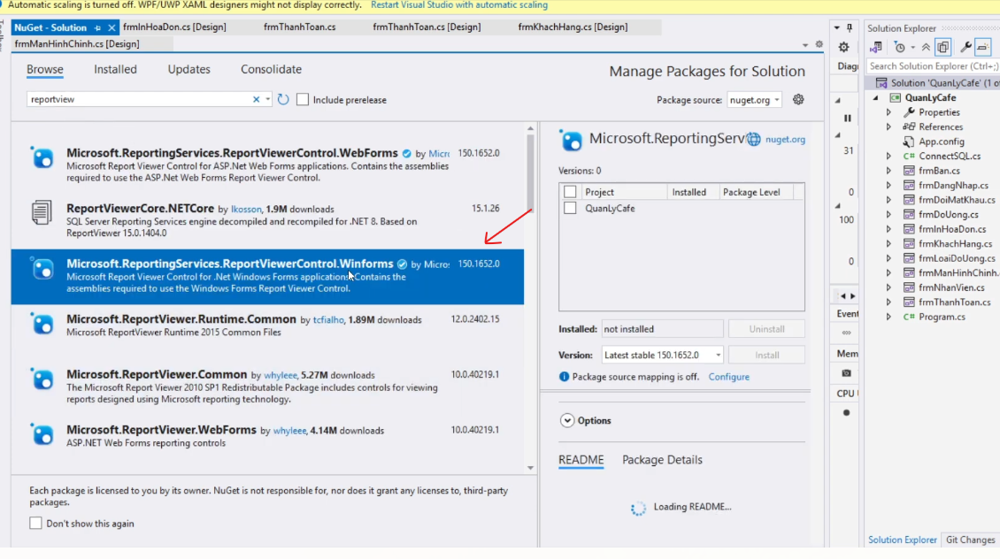 Automatic scaling is turned off. WPF/UWP XAML designers might not display correctly. Restart Visual Studio with automatic scaling
NuGet - Solution frmInHoaDon.cs [Design] frmThanhToan.cs frmThanhToan.cs [Design] frmKhachHang.cs [Design]
frmManHinhChinh.cs [Design]
Browse Installed Updates Consolidate
Manage Packages for Solution
reportview
Include prerelease
Package source: nuget.org
Microsoft.ReportingServices.ReportViewerControl.WebForms by Micr 150.1652.0
Microsoft Report Viewer Control for ASP.Net Web Forms applications. Contains the assemblies
required to use the ASP.Net Web Forms Report Viewer Control.
ReportViewerCore.NETCore by lkosson, 1.9M downloads 15.1.26
SQL Server Reporting Services engine decompiled and recompiled for .NET 8. Based on
ReportViewer 15.0.1404.0
Microsoft.ReportingServices.ReportViewerControl.Winforms by Micros 150.1652.0
Microsoft Report Viewer Control for .Net Windows Forms applications. Contains the
assemblies required to use the Windows Forms Report Viewer Control.
Microsoft.ReportViewer.Runtime.Common by tcfialho, 1.89M downloads 12.0.2402.15
Microsoft ReportViewer Runtime 2015 Common Files
Microsoft.ReportViewer.Common by whyleee, 5.27M downloads 10.0.40219.1
The Microsoft Report Viewer 2010 SP1 Redistributable Package includes controls for viewing
reports designed using Microsoft reporting technology.
Microsoft.ReportViewer.WebForms by whyleee, 4.14M downloads 10.0.40219.1
ASP.NET Web Forms reporting controls
Each package is licensed to you by its owner. NuGet is not responsible for, nor does it grant any licenses to, third-party
packages.
Don't show this again
Microsoft.ReportingServ nuget.org
Versions: 0
Project Installed Package Level
QuanLyCafe
Installed: not installed Uninstall
Version: Latest stable 150.1652.0 Install
Package source mapping is off. Configure
Options
README Package Details
Loading README...
Diag
31
0
100
0
Event
Mem
CPU
Solution Explorer
Search Solution Explorer (Ctrl+;)
Solution 'QuanLyCafe' (1 o
QuanLyCafe
Properties
References
App.config
C# ConnectSQL.cs
frmBan.cs
frmDangNhap.cs
frmDoiMatKhau.cs
frmDoUong.cs
frmInHoaDon.cs
frmKhachHang.cs
frmLoaiDoUong.cs
frmManHinhChinh.
frmNhanVien.cs
frmThanhToan.cs
C# Program.cs
Solution Explorer Git Changes